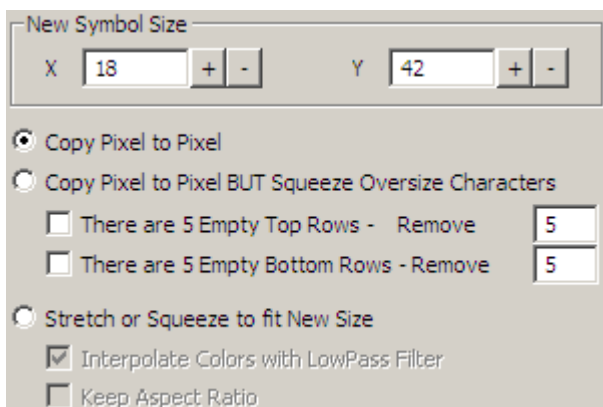 New Symbol Size
X 18 + - Y 42 + -
Copy Pixel to Pixel
Copy Pixel to Pixel BUT Squeeze Oversize Characters
There are 5 Empty Top Rows - Remove 5
There are 5 Empty Bottom Rows - Remove 5
Stretch or Squeeze to fit New Size
Interpolate Colors with LowPass Filter
Keep Aspect Ratio